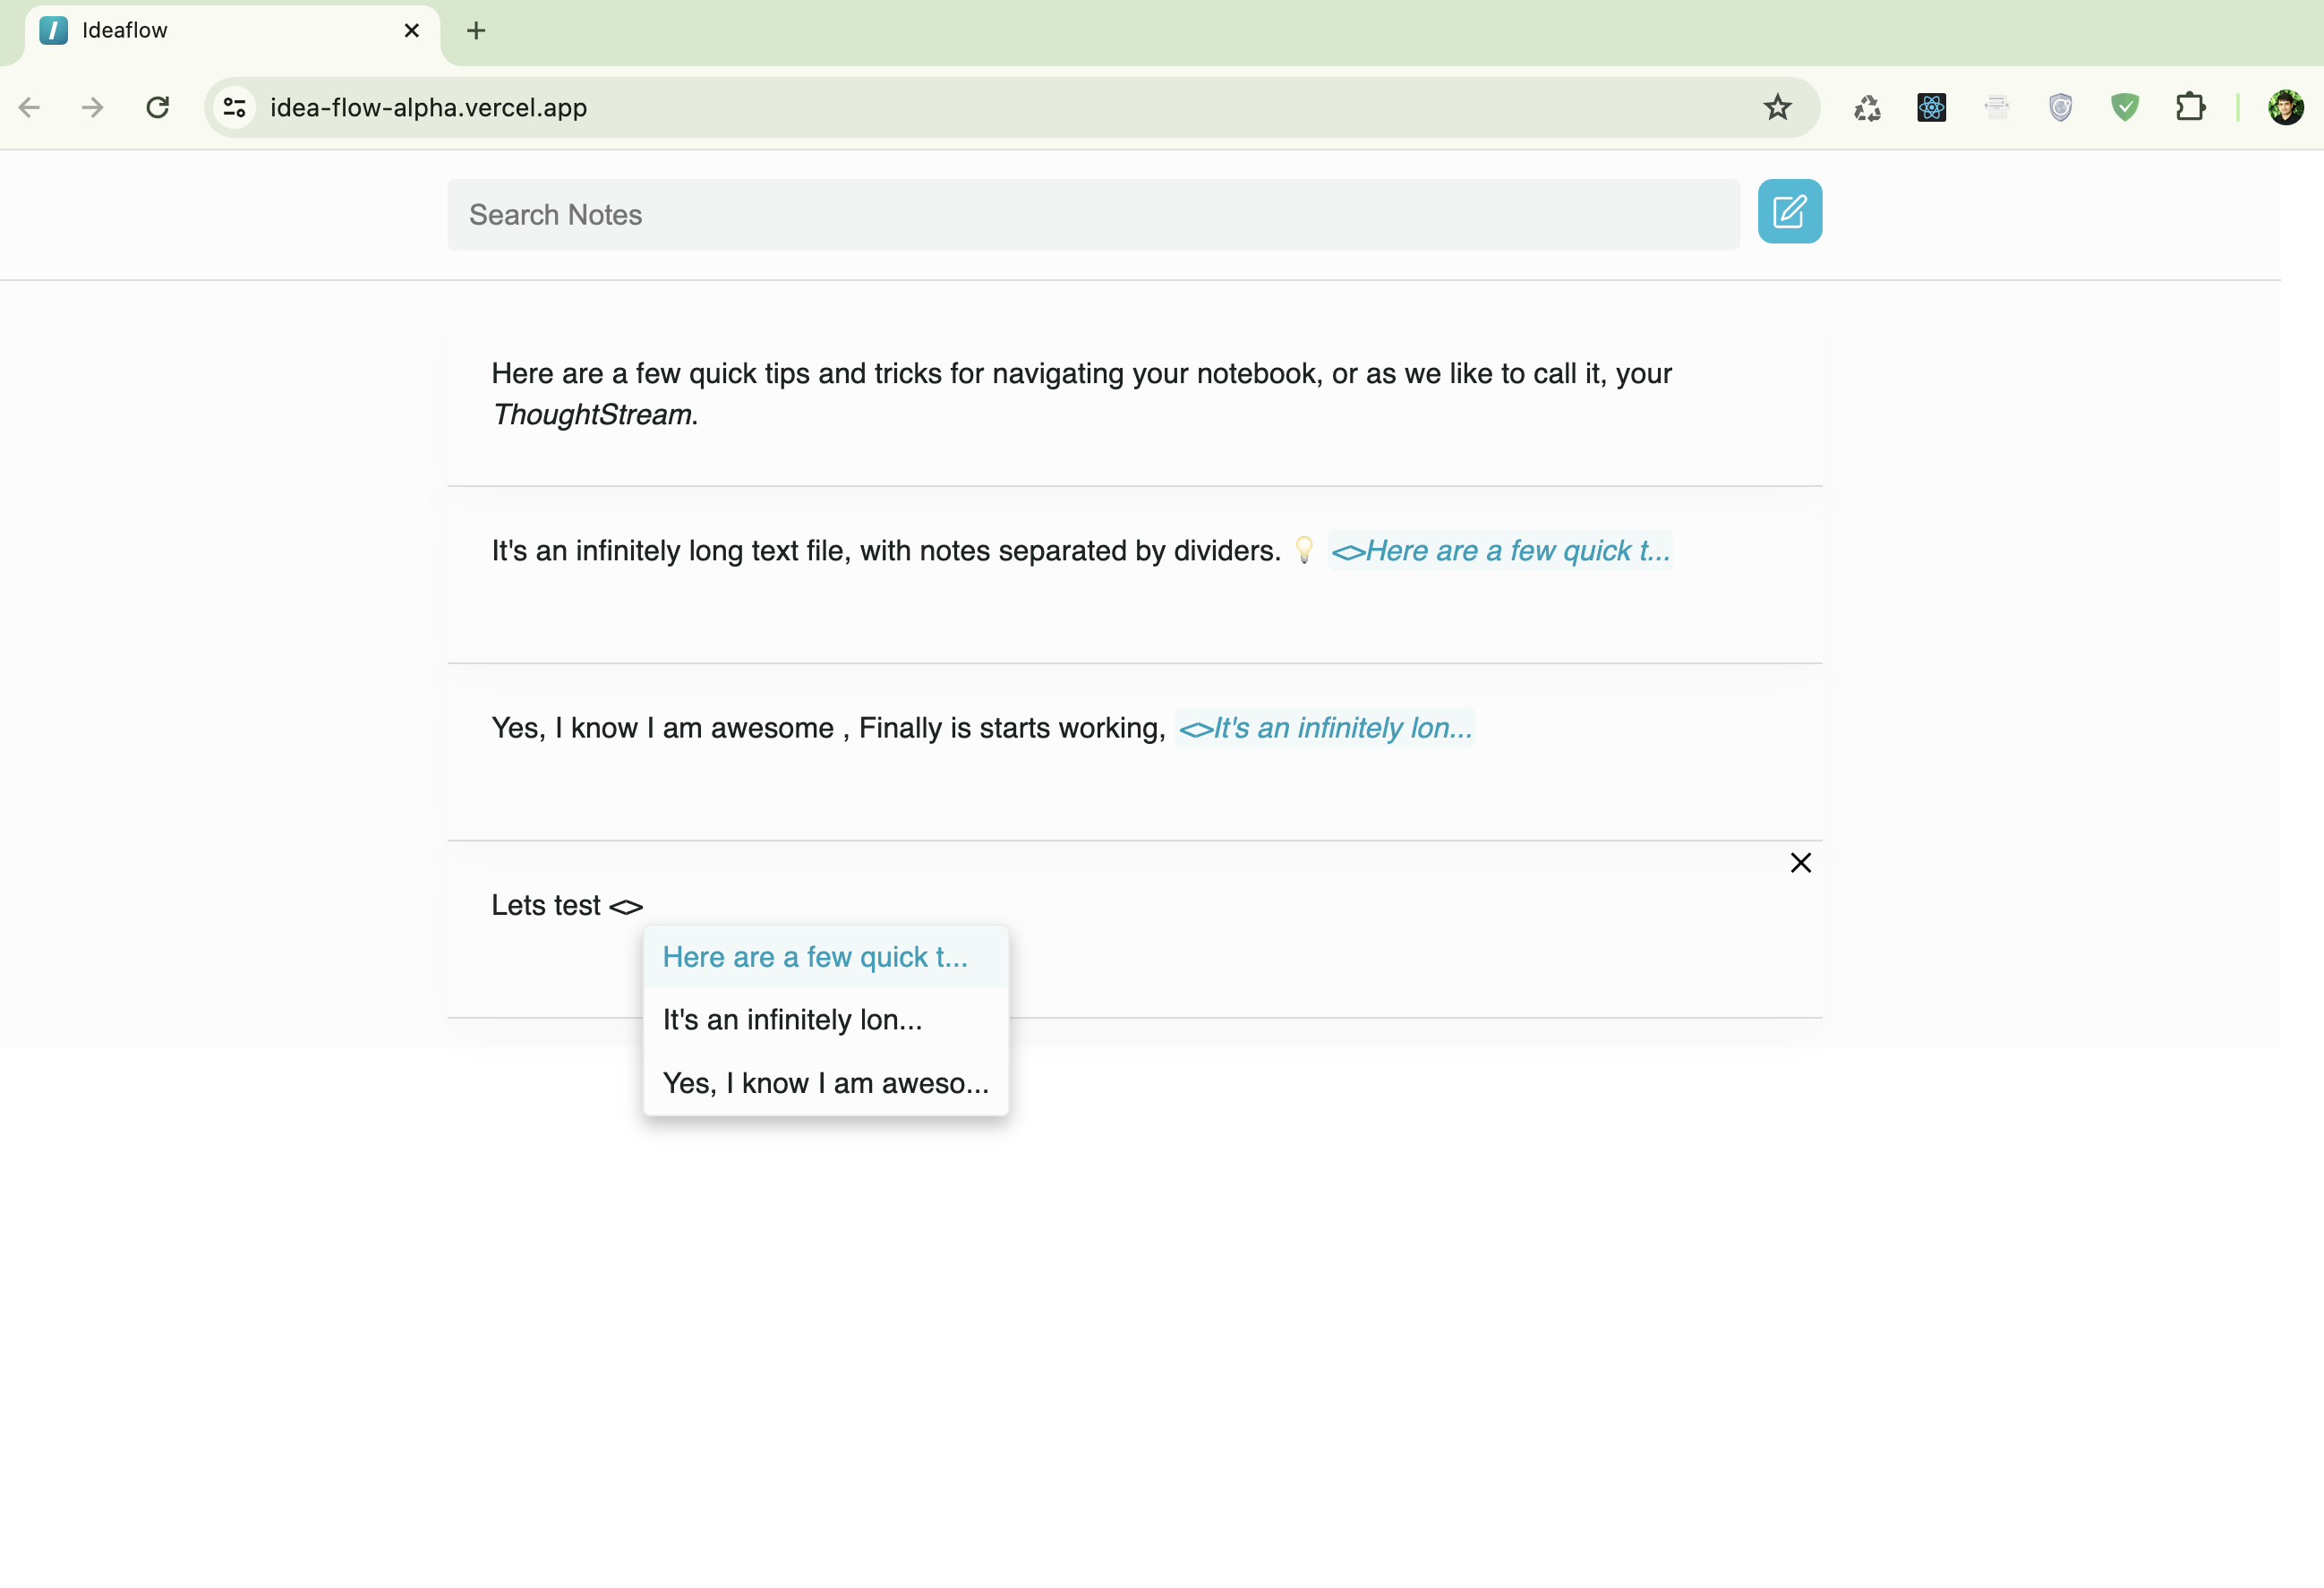 Ideaflow
idea-flow-alpha.vercel.app
Search Notes
Here are a few quick tips and tricks for navigating your notebook, or as we like to call it, your
ThoughtStream.
It's an infinitely long text file, with notes separated by dividers. 💡 <>Here are a few quick t...
Yes, I know I am awesome , Finally is starts working, <>It's an infinitely lon...
Lets test <>
Here are a few quick t...
It's an infinitely lon...
Yes, I know I am aweso...